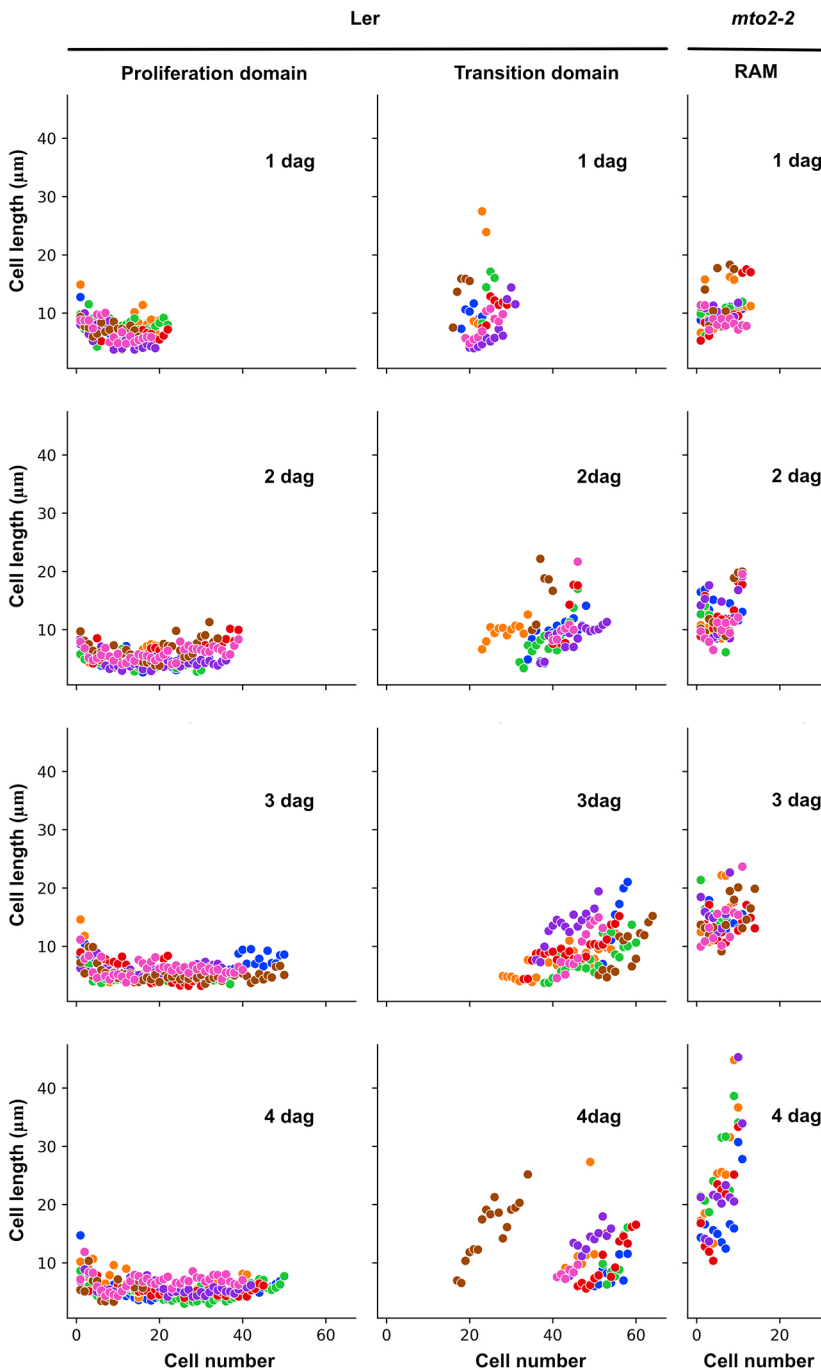 Ler mto2-2
Proliferation domain Transition domain RAM
Cell length (μm)
40
30
20
10
1 dag
1 dag
1 dag
Cell length (μm)
40
30
20
10
2 dag
2dag
2 dag
Cell length (μm)
40
30
20
10
3 dag
3dag
3 dag
Cell length (μm)
40
30
20
10
4 dag
4dag
4 dag
0 20 40 60 0 20 40 60 0 20
Cell number Cell number Cell number